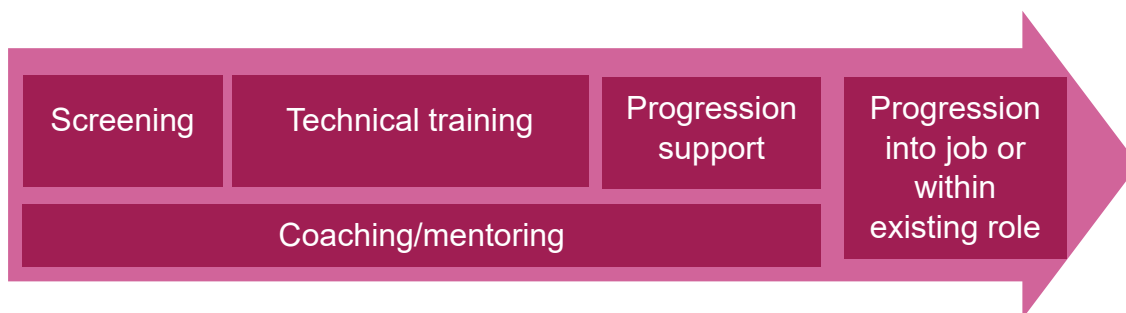 Screening
Technical training
Progression
support
Coaching/mentoring
Progression
into job or
within
existing role